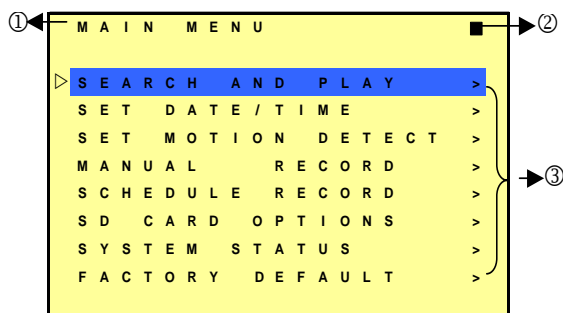 ① MAIN MENU ■ ②
▷ SEARCH AND PLAY >
SET DATE/TIME >
SET MOTION DETECT >
MANUAL RECORD >
SCHEDULE RECORD >
③
SD CARD OPTIONS >
SYSTEM STATUS >
FACTORY DEFAULT >